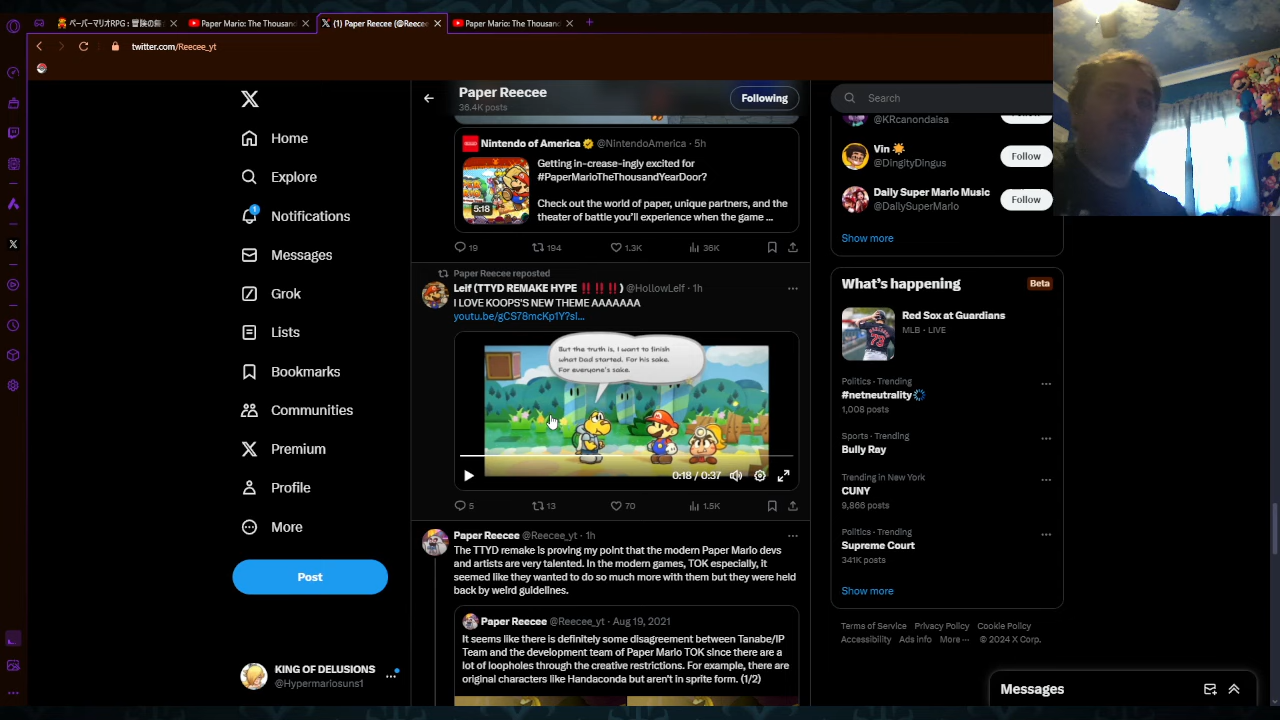 ペーパーマリオRPG : 冒険の舞台
Paper Mario: The Thousand
(1) Paper Reecee (@Reecee_
Paper Mario: The Thousand
twitter.com/Reecee_yt
Home
Explore
1
Notifications
Messages
Grok
Lists
Bookmarks
Communities
Premium
Profile
More
Post
KING OF DELUSIONS
@Hypermariosuns1
Paper Reecee
36.4K posts
Following
Nintendo of America @NintendoAmerica · 5h
Getting in-crease-ingly excited for
#PaperMarioTheThousandYearDoor?
Check out the world of paper, unique partners, and the
theater of battle you'll experience when the game ...
5:18
19 194 1.3K 36K
Paper Reecee reposted
Leif (TTYD REMAKE HYPE ‼️‼️‼️) @HollowLeif · 1h
I LOVE KOOPS'S NEW THEME AAAAAAA
youtu.be/gCS78mcKp1Y?si...
But the truth is, I want to finish
what Dad started. For his sake.
For everyone's sake.
0:18 / 0:37
5 13 70 1.5K
Paper Reecee @Reecee_yt · 1h
The TTYD remake is proving my point that the modern Paper Mario devs
and artists are very talented. In the modern games, TOK especially, it
seemed like they wanted to do so much more with them but they were held
back by weird guidelines.
Paper Reecee @Reecee_yt · Aug 19, 2021
It seems like there is definitely some disagreement between Tanabe/IP
Team and the development team of Paper Mario TOK since there are a
lot of loopholes through the creative restrictions. For example, there are
original characters like Handaconda but aren't in sprite form. (1/2)
Search
@KRcanondaisa
Vin
@DingityDingus
Follow
Daily Super Mario Music
@DailySuperMario
Follow
Show more
What's happening
Beta
Red Sox at Guardians
MLB · LIVE
Politics · Trending
#netneutrality
1,008 posts
Sports · Trending
Bully Ray
Trending in New York
CUNY
9,866 posts
Politics · Trending
Supreme Court
341K posts
Show more
Terms of Service Privacy Policy Cookie Policy
Accessibility Ads info More ··· © 2024 X Corp.
Messages